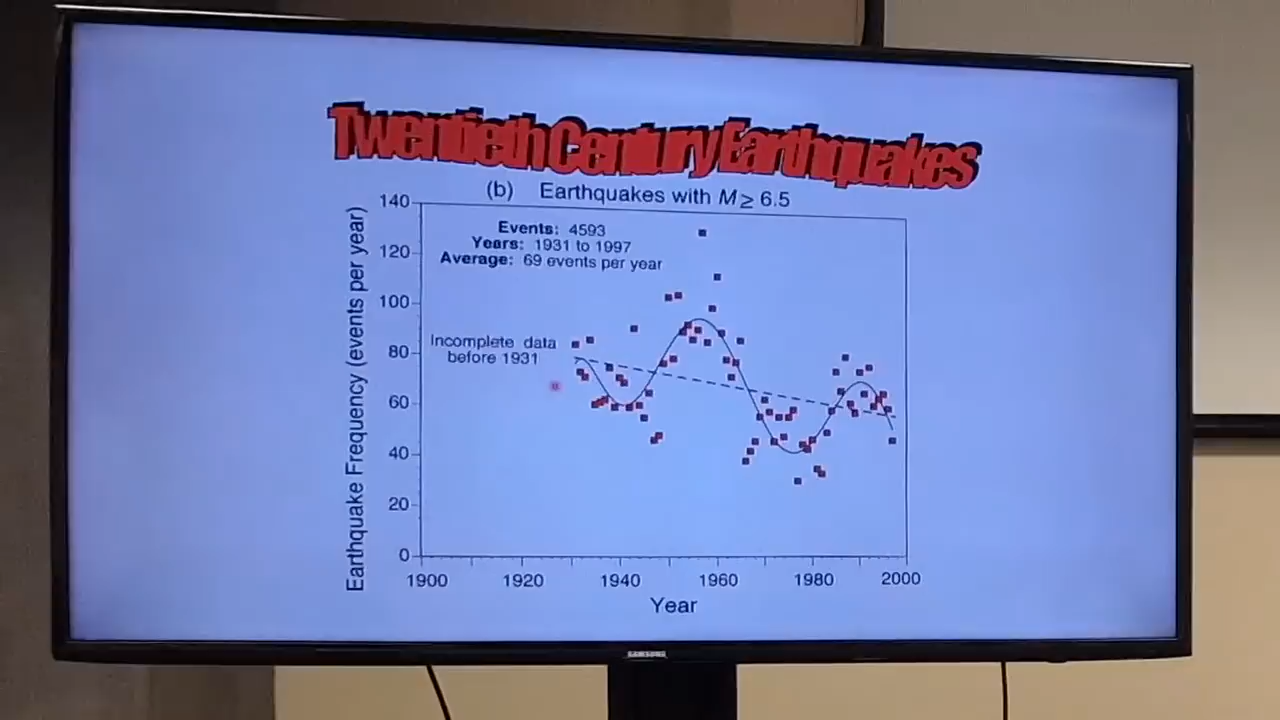 Twentieth Century Earthquakes
(b) Earthquakes with M ≥ 6.5
Events: 4593
Years: 1931 to 1997
Average: 69 events per year
Incomplete data
before 1931
Earthquake Frequency (events per year)
140
120
100
80
60
40
20
0
1900 1920 1940 1960 1980 2000
Year
SAMSUNG